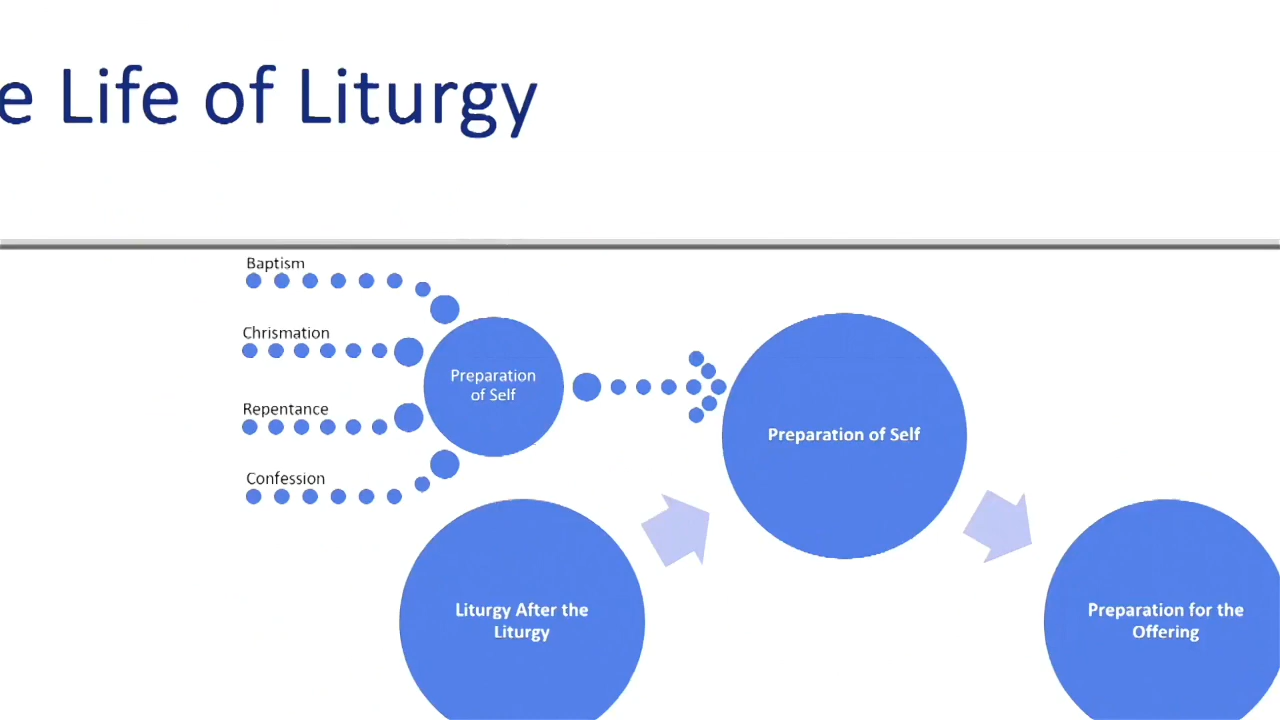 e Life of Liturgy
Baptism
Chrismation
Repentance
Confession
Preparation
of Self
Preparation of Self
Liturgy After the
Liturgy
Preparation for the
Offering